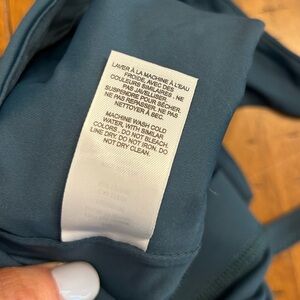 LAVER À LA MACHINE À L'EAU
FROIDE, AVEC DES
COULEURS SIMILAIRES . NE
PAS JAVELLISER .
SUSPENDRE POUR SÉCHER.
NE PAS REPASSER. NE PAS
NETTOYER À SEC.
MACHINE WASH COLD
WATER, WITH SIMILAR
COLORS . DO NOT BLEACH.
LINE DRY. DO NOT IRON. DO
NOT DRY CLEAN.